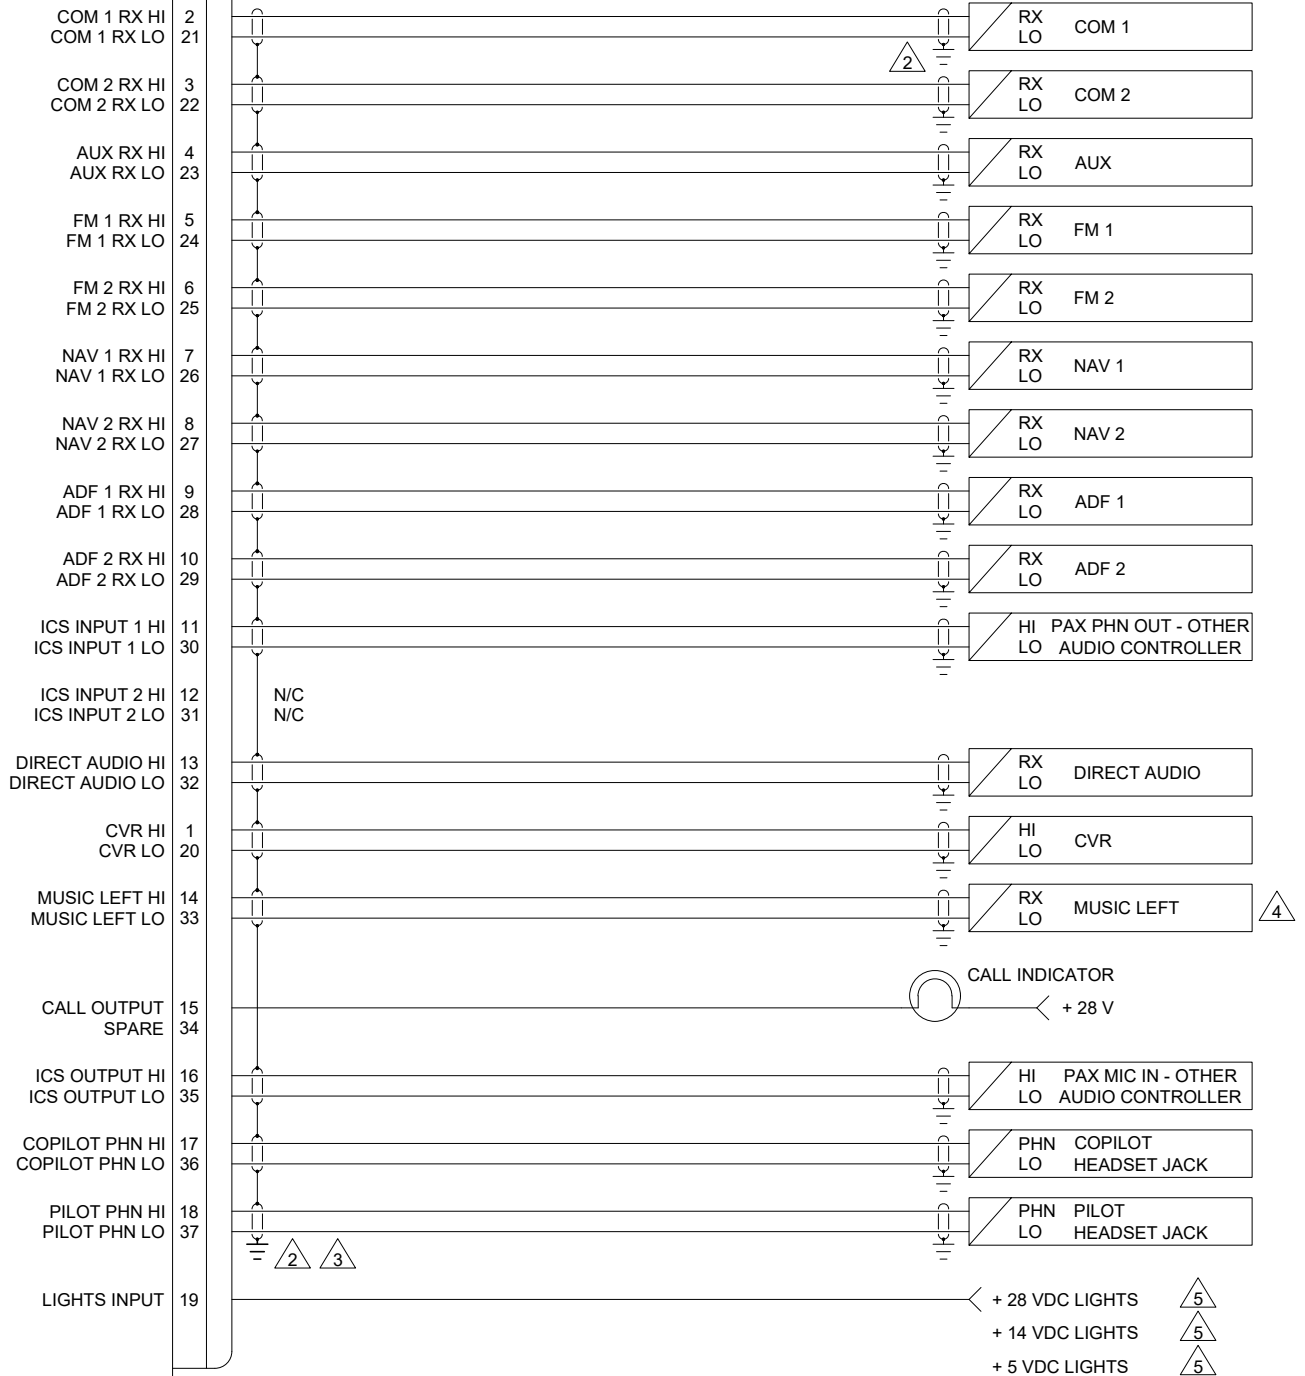 COM 1 RX HI 2 RX
COM 1 RX LO 21 LO COM 1
2
COM 2 RX HI 3 RX
COM 2 RX LO 22 LO COM 2
AUX RX HI 4 RX
AUX RX LO 23 LO AUX
FM 1 RX HI 5 RX
FM 1 RX LO 24 LO FM 1
FM 2 RX HI 6 RX
FM 2 RX LO 25 LO FM 2
NAV 1 RX HI 7 RX
NAV 1 RX LO 26 LO NAV 1
NAV 2 RX HI 8 RX
NAV 2 RX LO 27 LO NAV 2
ADF 1 RX HI 9 RX
ADF 1 RX LO 28 LO ADF 1
ADF 2 RX HI 10 RX
ADF 2 RX LO 29 LO ADF 2
ICS INPUT 1 HI 11 HI PAX PHN OUT - OTHER
ICS INPUT 1 LO 30 LO AUDIO CONTROLLER
ICS INPUT 2 HI 12 N/C
ICS INPUT 2 LO 31 N/C
DIRECT AUDIO HI 13 RX
DIRECT AUDIO LO 32 LO DIRECT AUDIO
CVR HI 1 HI
CVR LO 20 LO CVR
MUSIC LEFT HI 14 RX
MUSIC LEFT LO 33 LO MUSIC LEFT 4
CALL INDICATOR
CALL OUTPUT 15 + 28 V
SPARE 34
ICS OUTPUT HI 16 HI PAX MIC IN - OTHER
ICS OUTPUT LO 35 LO AUDIO CONTROLLER
COPILOT PHN HI 17 PHN COPILOT
COPILOT PHN LO 36 LO HEADSET JACK
PILOT PHN HI 18 PHN PILOT
PILOT PHN LO 37 LO HEADSET JACK
2 3
LIGHTS INPUT 19 + 28 VDC LIGHTS 5
+ 14 VDC LIGHTS 5
+ 5 VDC LIGHTS 5